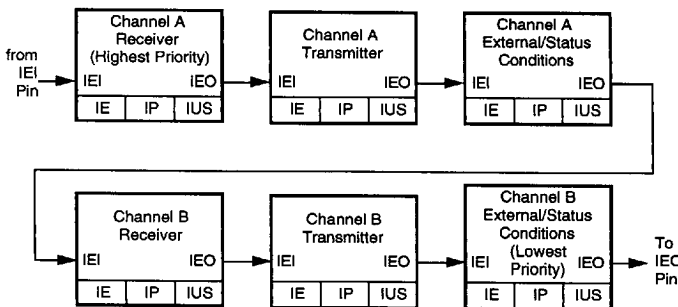 from
IEI
Pin
Channel A
Receiver
(Highest Priority)
IEI IEO
IE IP IUS
Channel A
Transmitter
IEI IEO
IE IP IUS
Channel A
External/Status
Conditions
IEI IEO
IE IP IUS
Channel B
Receiver
IEI IEO
IE IP IUS
Channel B
Transmitter
IEI IEO
IE IP IUS
Channel B
External/Status
Conditions
(Lowest
IEI Priority) IEO
IE IP IUS
To
IEO
Pin